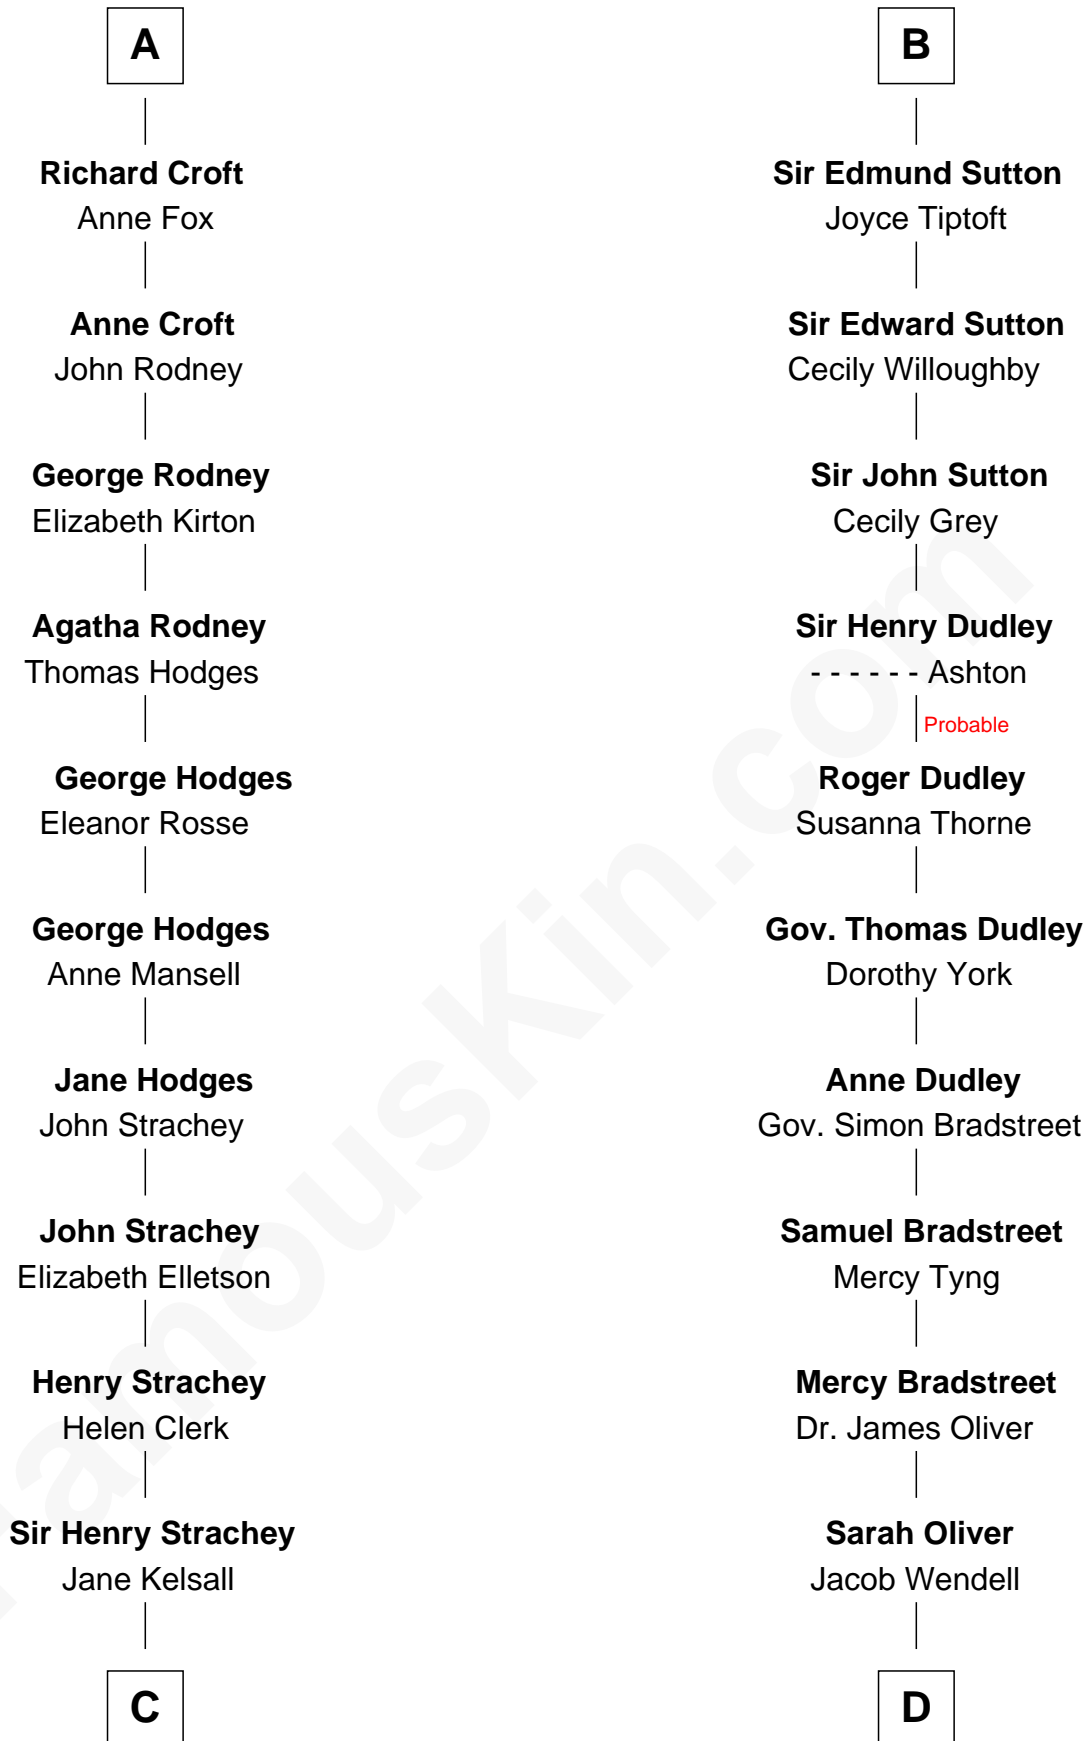 A
Richard Croft
Anne Fox
Anne Croft
John Rodney
George Rodney
Elizabeth Kirton
Agatha Rodney
Thomas Hodges
George Hodges
Eleanor Rosse
George Hodges
Anne Mansell
Jane Hodges
John Strachey
John Strachey
Elizabeth Elletson
Henry Strachey
Helen Clerk
Sir Henry Strachey
Jane Kelsall
C
B
Sir Edmund Sutton
Joyce Tiptoft
Sir Edward Sutton
Cecily Willoughby
Sir John Sutton
Cecily Grey
Sir Henry Dudley
- - - - - - Ashton
Probable
Roger Dudley
Susanna Thorne
Gov. Thomas Dudley
Dorothy York
Anne Dudley
Gov. Simon Bradstreet
Samuel Bradstreet
Mercy Tyng
Mercy Bradstreet
Dr. James Oliver
Sarah Oliver
Jacob Wendell
D
FamousKin.com